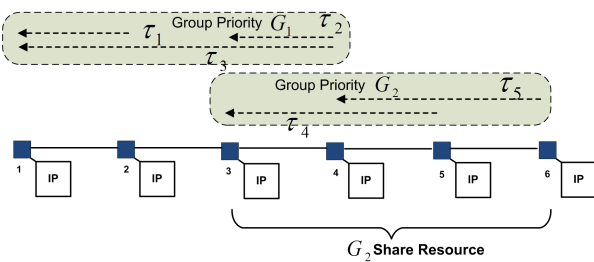 Group Priority G1 τ2
τ1
τ3
Group Priority G2 τ5
τ4
1 2 3 4 5 6
IP IP IP IP IP IP
G2 Share Resource